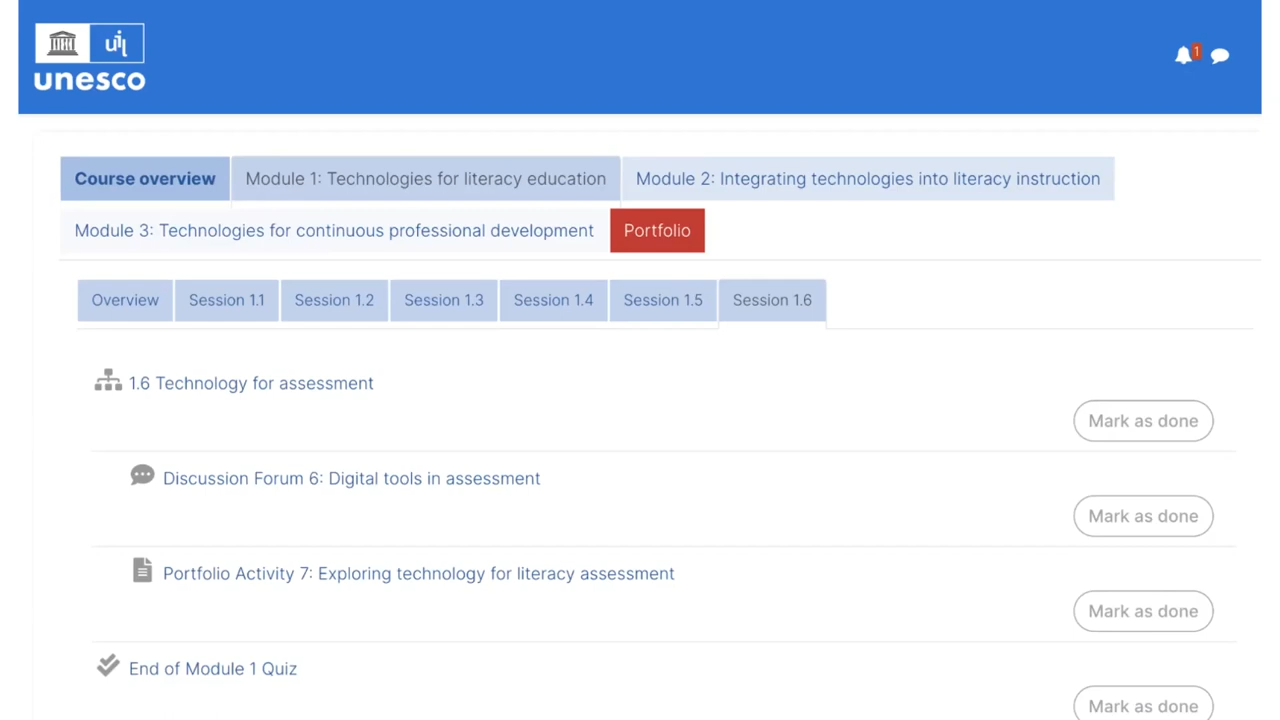 uil
unesco
1
Course overview
Module 1: Technologies for literacy education
Module 2: Integrating technologies into literacy instruction
Module 3: Technologies for continuous professional development
Portfolio
Overview
Session 1.1
Session 1.2
Session 1.3
Session 1.4
Session 1.5
Session 1.6
1.6 Technology for assessment
Mark as done
Discussion Forum 6: Digital tools in assessment
Mark as done
Portfolio Activity 7: Exploring technology for literacy assessment
Mark as done
End of Module 1 Quiz
Mark as done